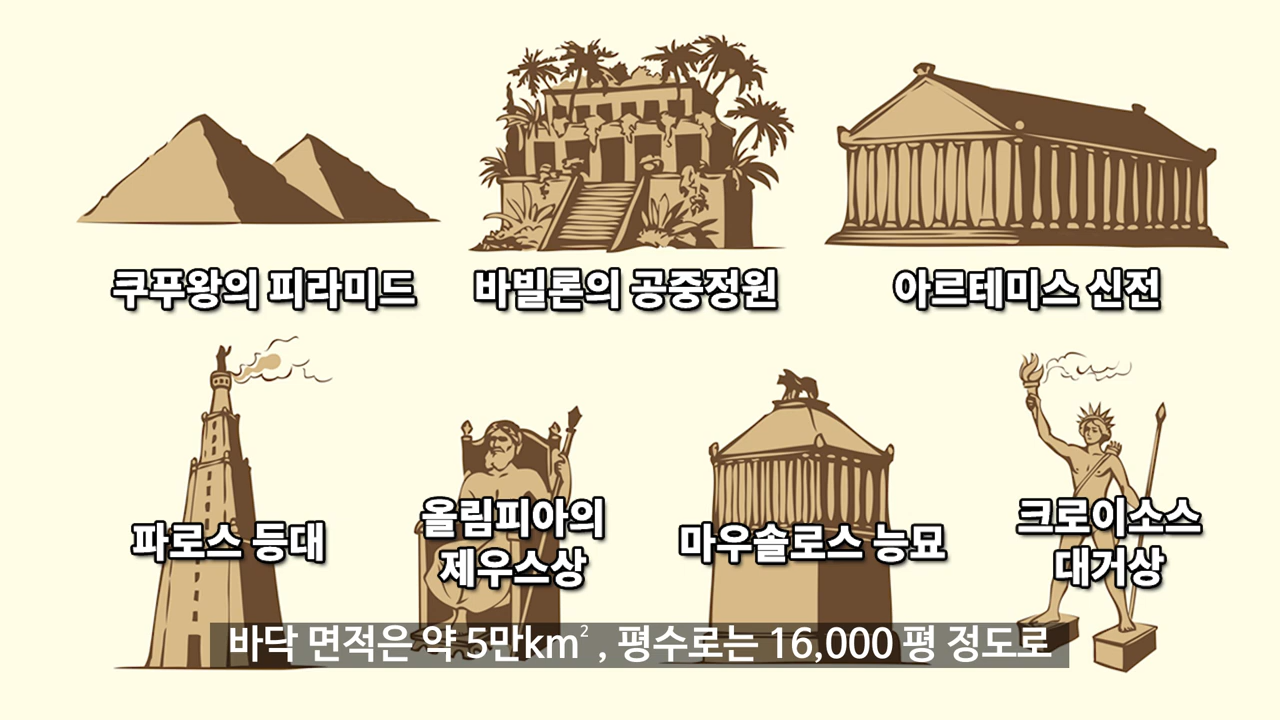 쿠푸왕의 피라미드
바빌론의 공중정원
아르테미스 신전
파로스 등대
올림피아의
제우스상
마우솔로스 능묘
크로이소스
대거상
바닥 면적은 약 5만km², 평수로는 16,000 평 정도로